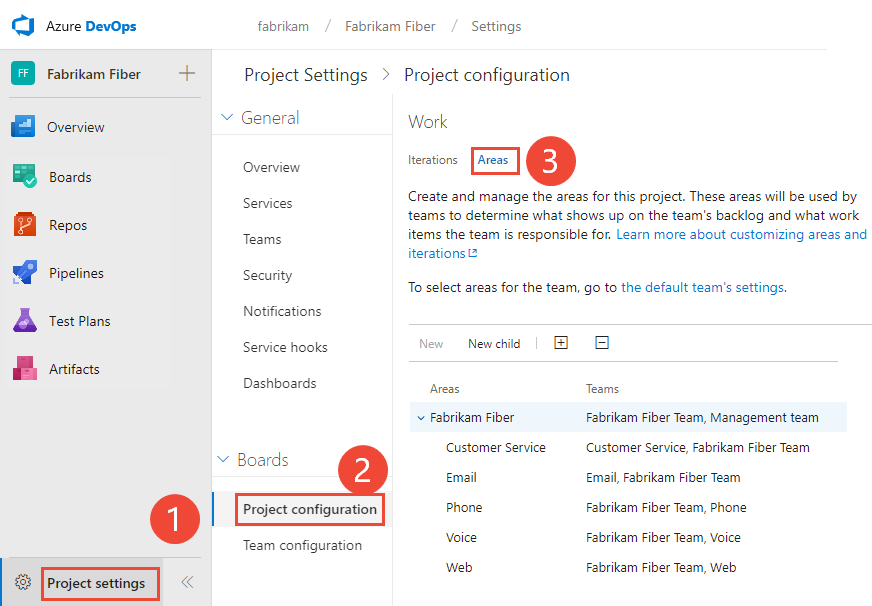 Azure DevOps
fabrikam / Fabrikam Fiber / Settings
FF Fabrikam Fiber
Overview
Boards
Repos
Pipelines
Test Plans
Artifacts
1
Project settings
Project Settings > Project configuration
General
Overview
Services
Teams
Security
Notifications
Service hooks
Dashboards
Boards
2
Project configuration
Team configuration
Work
Iterations Areas 3
Create and manage the areas for this project. These areas will be used by
teams to determine what shows up on the team's backlog and what work
items the team is responsible for. Learn more about customizing areas and
iterations
To select areas for the team, go to the default team's settings.
New New child
Areas Teams
Fabrikam Fiber Fabrikam Fiber Team, Management team
Customer Service Customer Service, Fabrikam Fiber Team
Email Email, Fabrikam Fiber Team
Phone Fabrikam Fiber Team, Phone
Voice Fabrikam Fiber Team, Voice
Web Fabrikam Fiber Team, Web